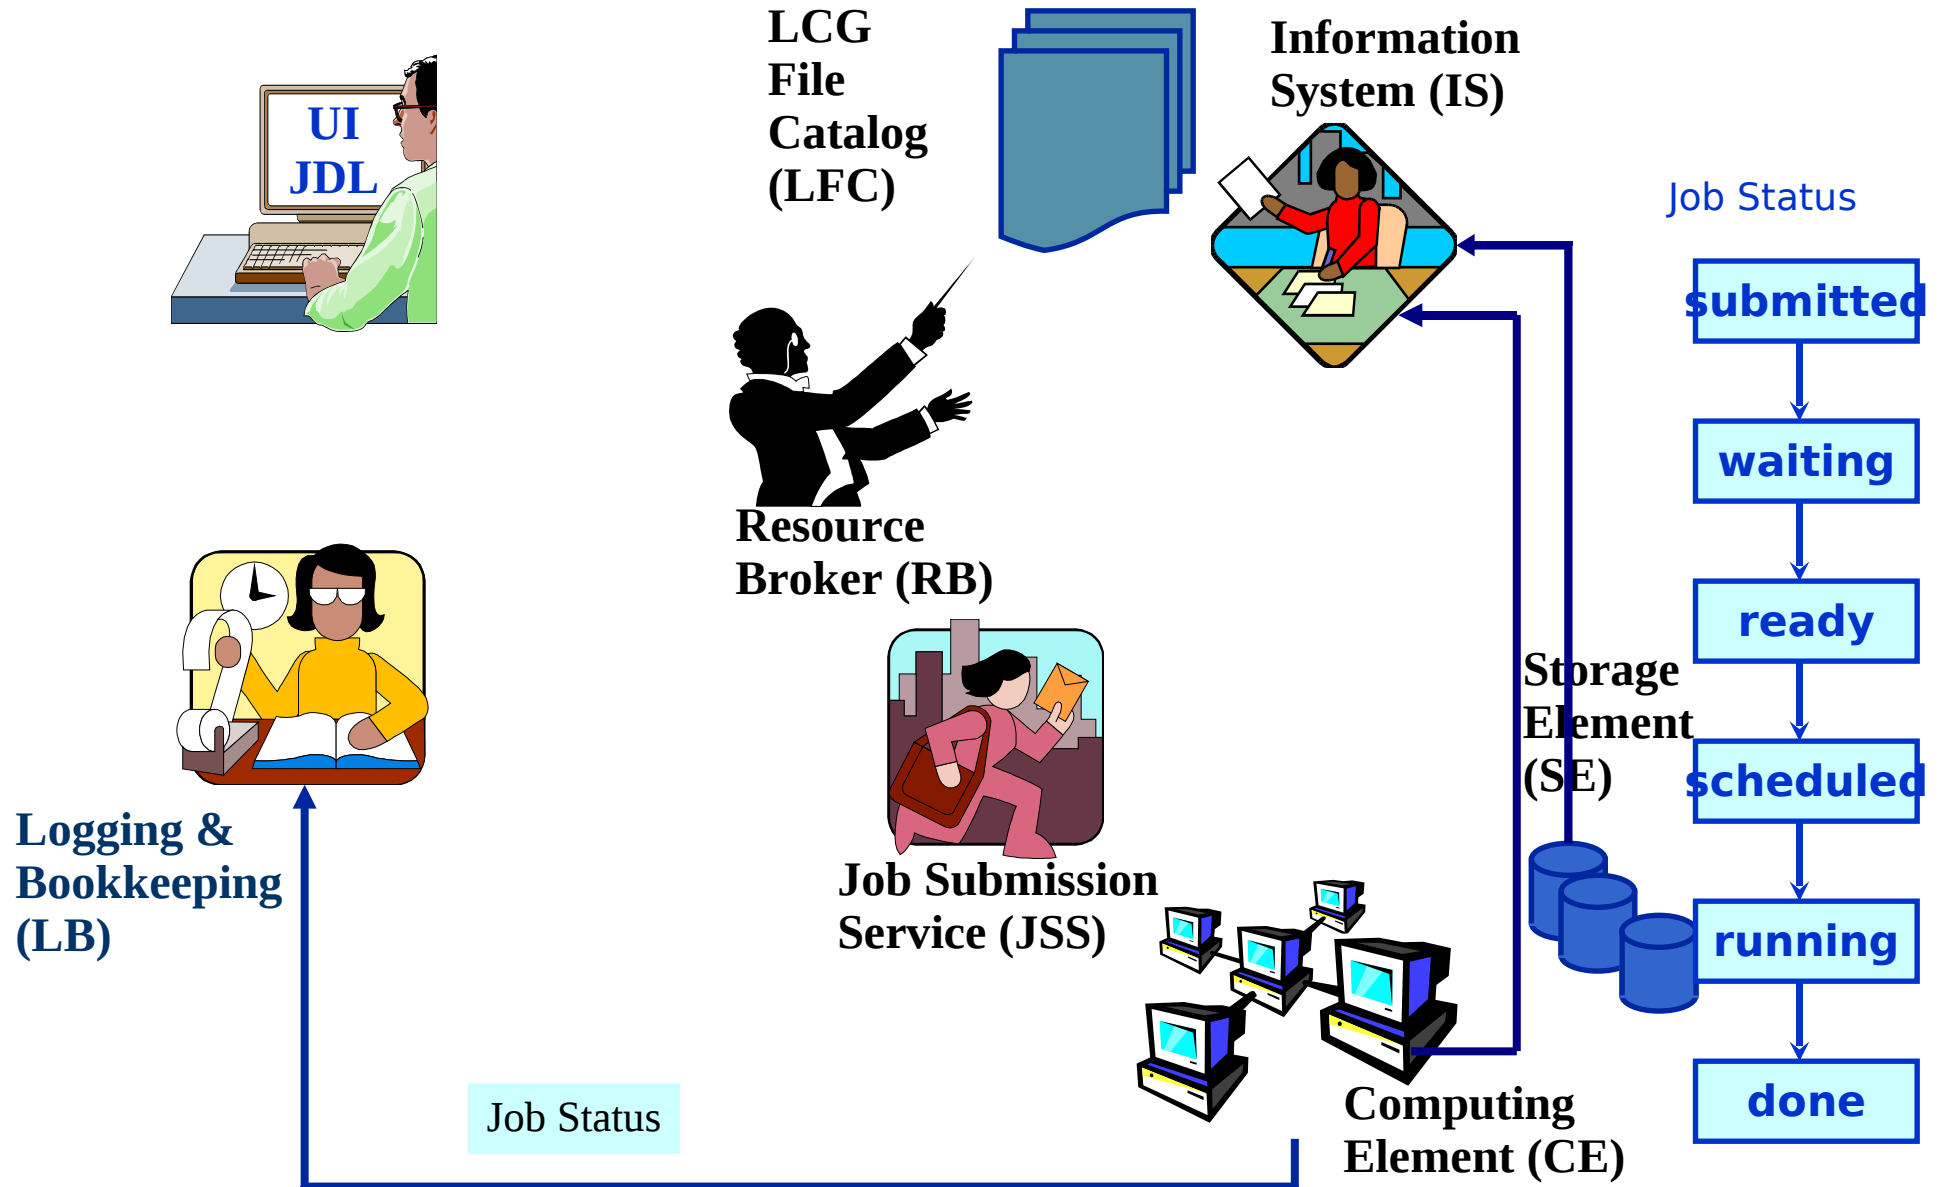 LCG
File
Catalog
(LFC)
Information
System (IS)
UI
JDL
Job Status
submitted
waiting
Resource
Broker (RB)
ready
Storage
Element
(SE)
scheduled
Logging &
Bookkeeping
(LB)
Job Submission
Service (JSS)
running
Job Status
Computing
Element (CE)
done